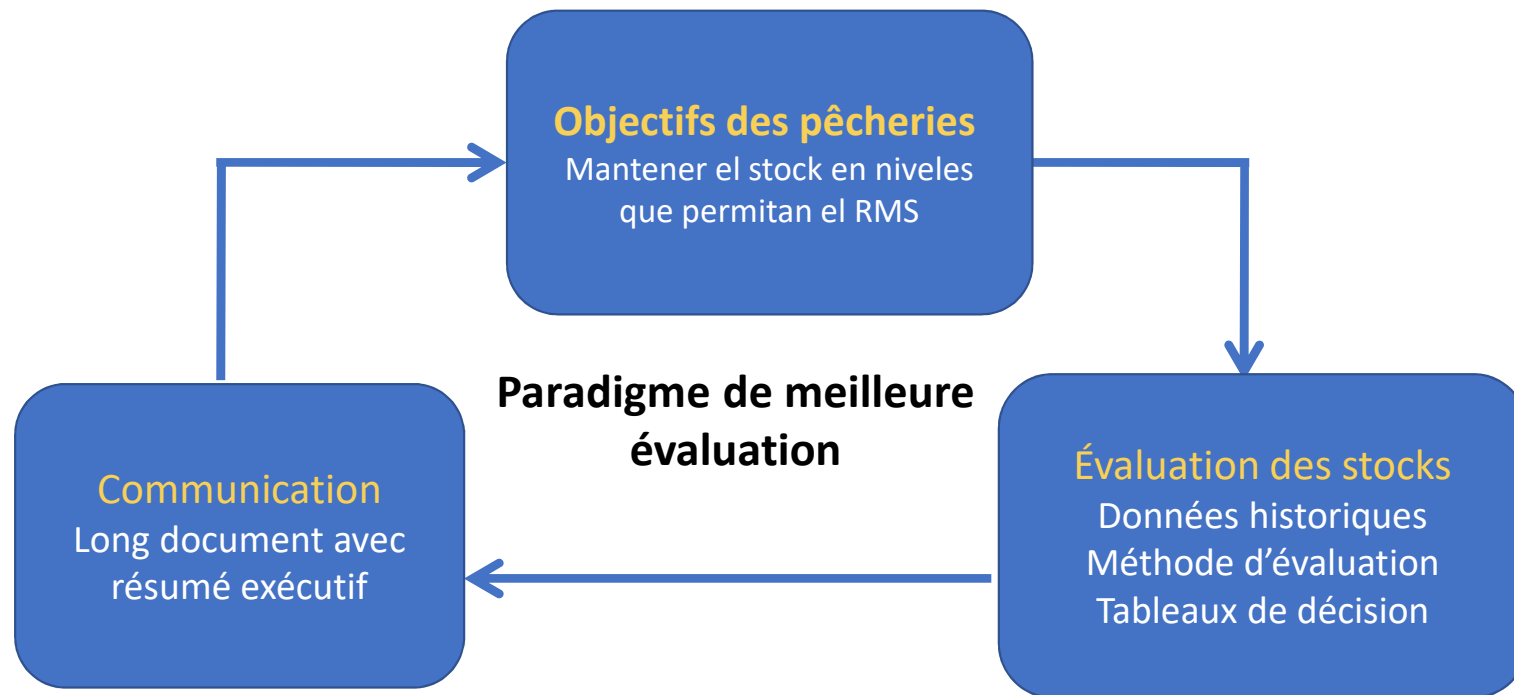 Objectifs des pêcheries
Mantener el stock en niveles
que permitan el RMS
Paradigme de meilleure
évaluation
Communication
Long document avec
résumé exécutif
Évaluation des stocks
Données historiques
Méthode d’évaluation
Tableaux de décision